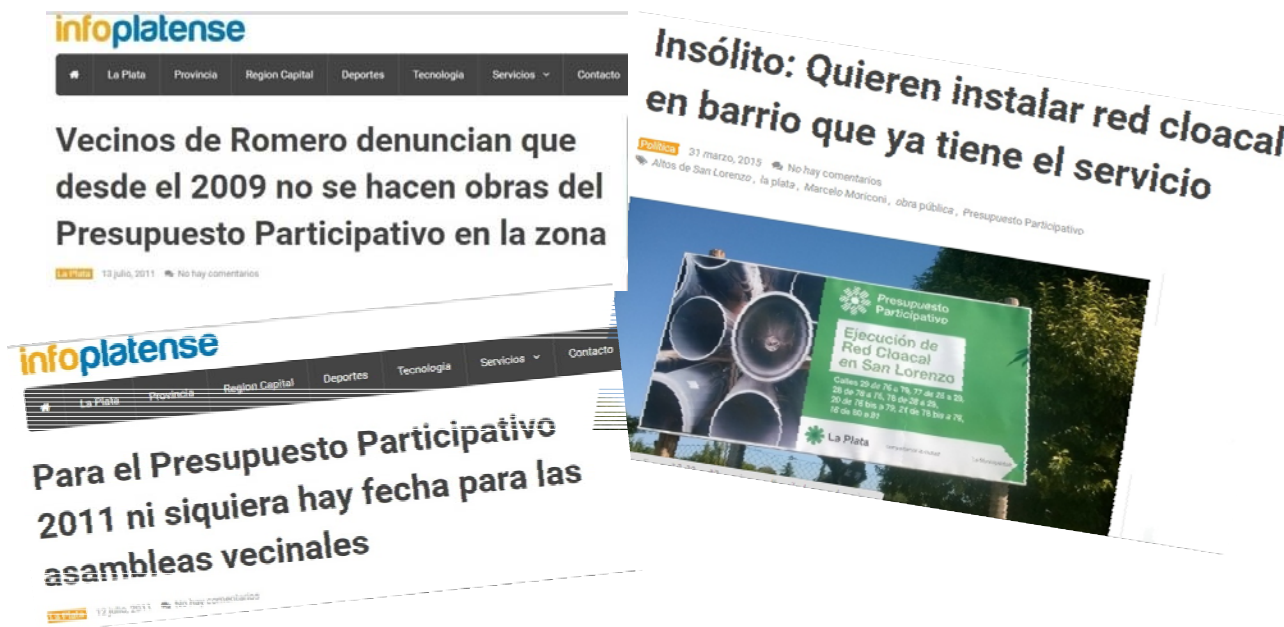 infoplatense
La Plata Provincia Region Capital Deportes Tecnologia Servicios Contacto
Vecinos de Romero denuncian que
desde el 2009 no se hacen obras del
Presupuesto Participativo en la zona
La Plata 13 julio, 2011 No hay comentarios
infoplatense
La Plata Provincia Region Capital Deportes Tecnologia Servicios Contacto
Para el Presupuesto Participativo
2011 ni siquiera hay fecha para las
asambleas vecinales
La Plata julio, 2011 No hay comentarios
Insólito: Quieren instalar red cloacal
en barrio que ya tiene el servicio
Política 31 marzo, 2015 No hay comentarios
Altos de San Lorenzo , la plata , Marcelo Moriconi , obra pública , Presupuesto Participativo
Presupuesto
Participativo
Ejecución de
Red Cloacal
en San Lorenzo
La Plata